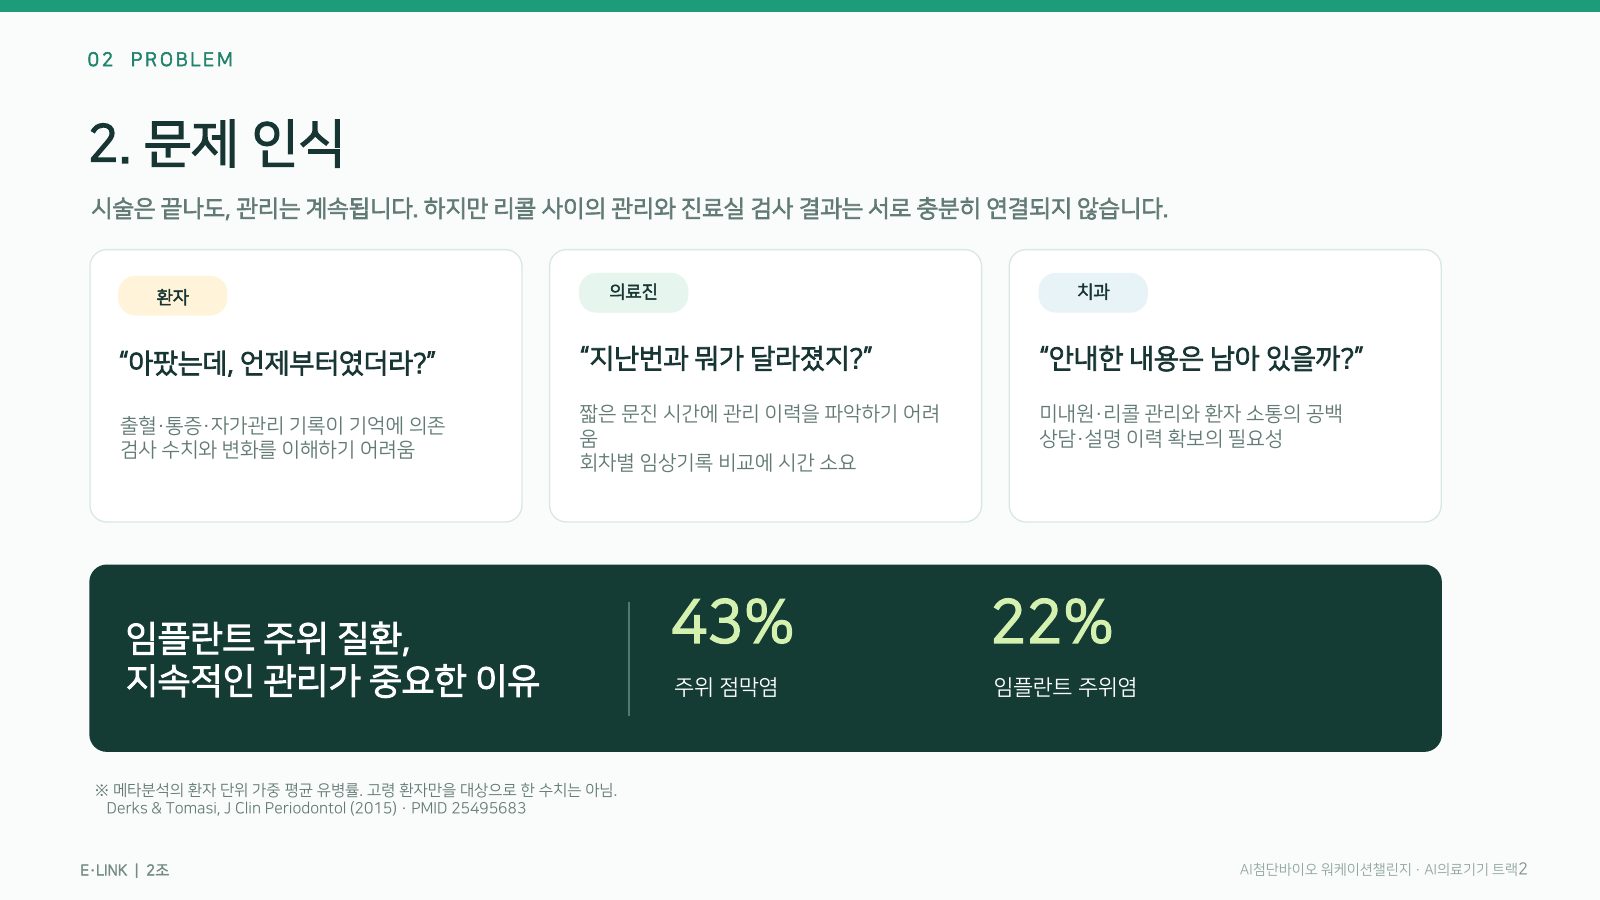 02 PROBLEM
2. 문제 인식
시술은 끝나도, 관리는 계속됩니다. 하지만 리콜 사이의 관리와 진료실 검사 결과는 서로 충분히 연결되지 않습니다.
환자
“아팠는데, 언제부터였더라?”
출혈·통증·자가관리 기록이 기억에 의존
검사 수치와 변화를 이해하기 어려움
의료진
“지난번과 뭐가 달라졌지?”
짧은 문진 시간에 관리 이력을 파악하기 어려
움
회차별 임상기록 비교에 시간 소요
치과
“안내한 내용은 남아 있을까?”
미내원·리콜 관리와 환자 소통의 공백
상담·설명 이력 확보의 필요성
임플란트 주위 질환,
지속적인 관리가 중요한 이유
43%
주위 점막염
22%
임플란트 주위염
※ 메타분석의 환자 단위 가중 평균 유병률. 고령 환자만을 대상으로 한 수치는 아님.
Derks & Tomasi, J Clin Periodontol (2015) · PMID 25495683
E·LINK | 2조
AI첨단바이오 워케이션챌린지 · AI의료기기 트랙2